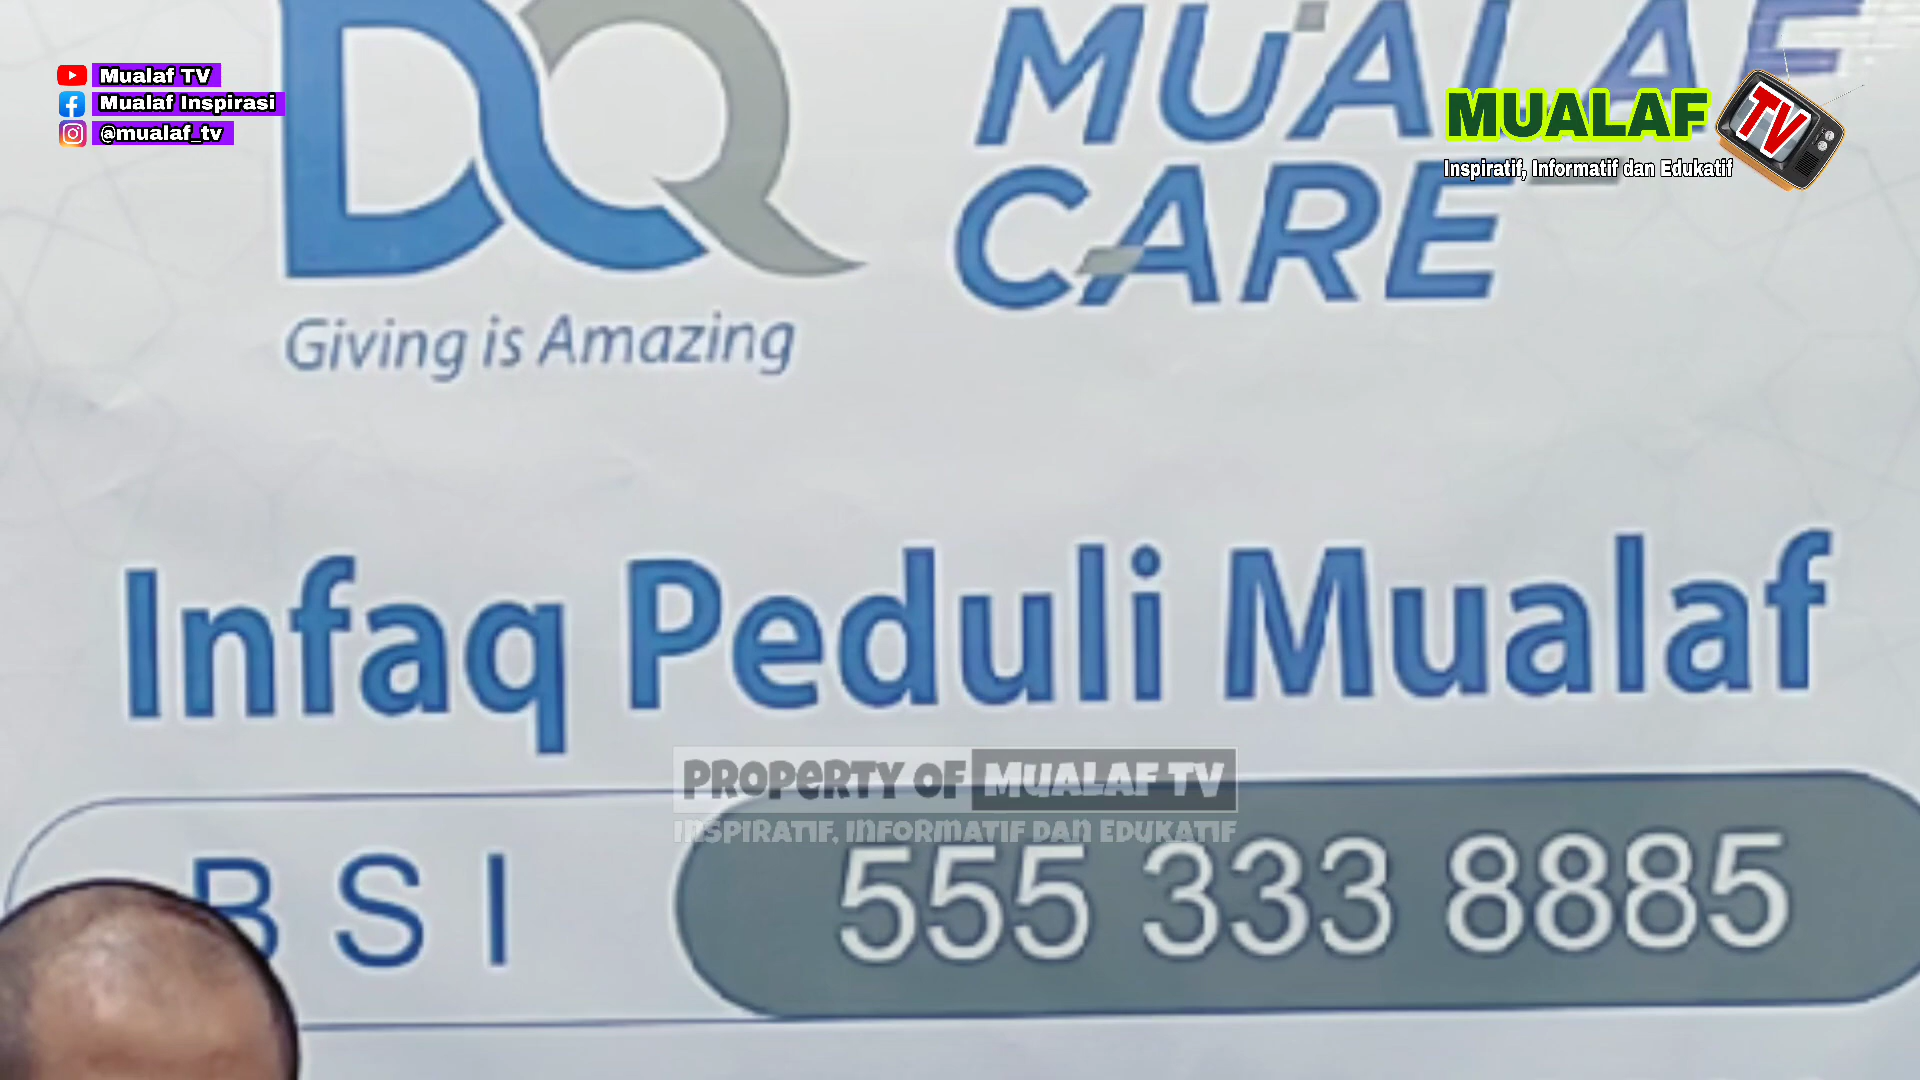 DQ
Giving is Amazing
MUALAF
CARE
Mualaf TV
Mualaf Inspirasi
@mualaf_tv
MUALAF TV
Inspiratif, Informatif dan Edukatif
Infaq Peduli Mualaf
PROPERTY OF MUALAF TV
INSPIRATIF, INFORMATIF DAN EDUKATIF
BSI
555 333 8885